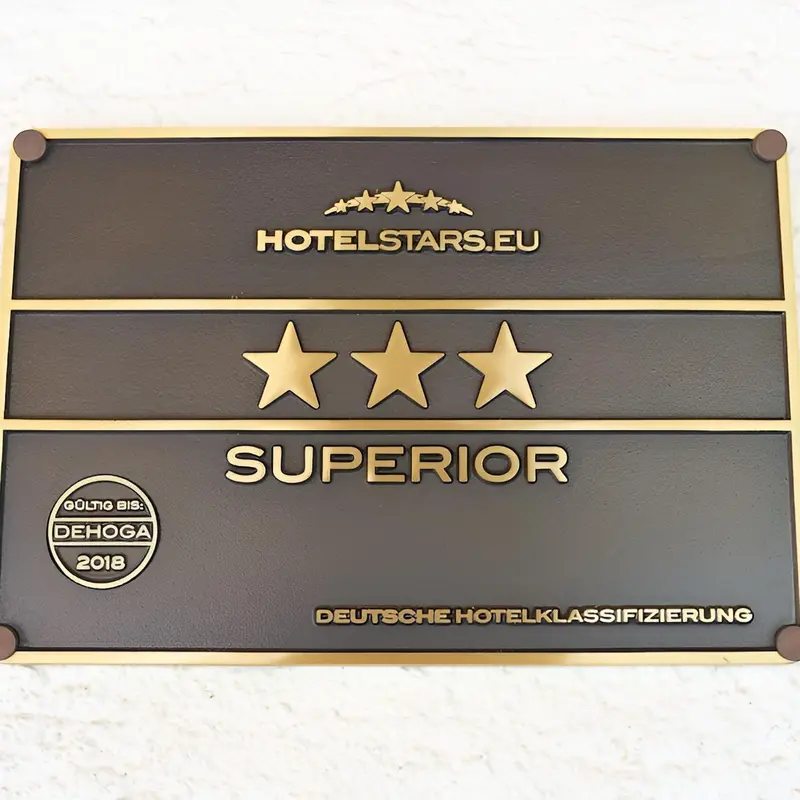 HOTELSTARS.EU
SUPERIOR
GÜLTIG BIS:
DEHOGA
2018
DEUTSCHE HOTELKLASSIFIZIERUNG